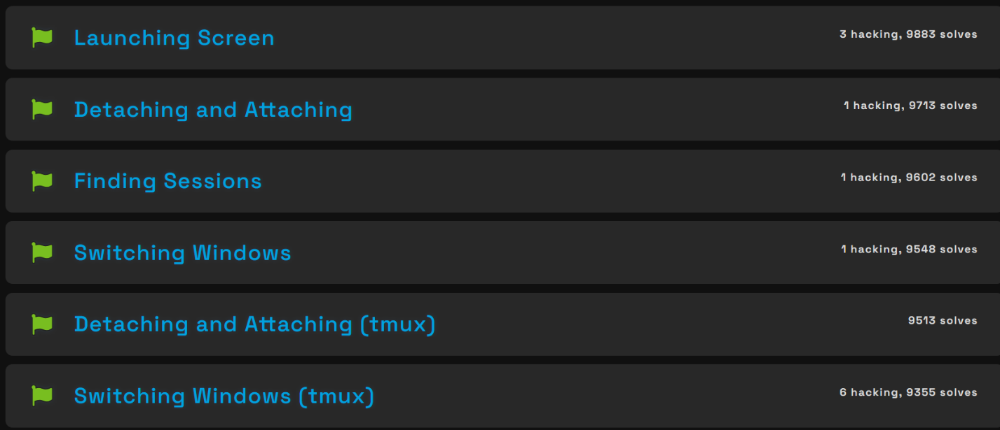 Launching Screen
3 hacking, 9883 solves
Detaching and Attaching
1 hacking, 9713 solves
Finding Sessions
1 hacking, 9602 solves
Switching Windows
1 hacking, 9548 solves
Detaching and Attaching (tmux)
9513 solves
Switching Windows (tmux)
6 hacking, 9355 solves